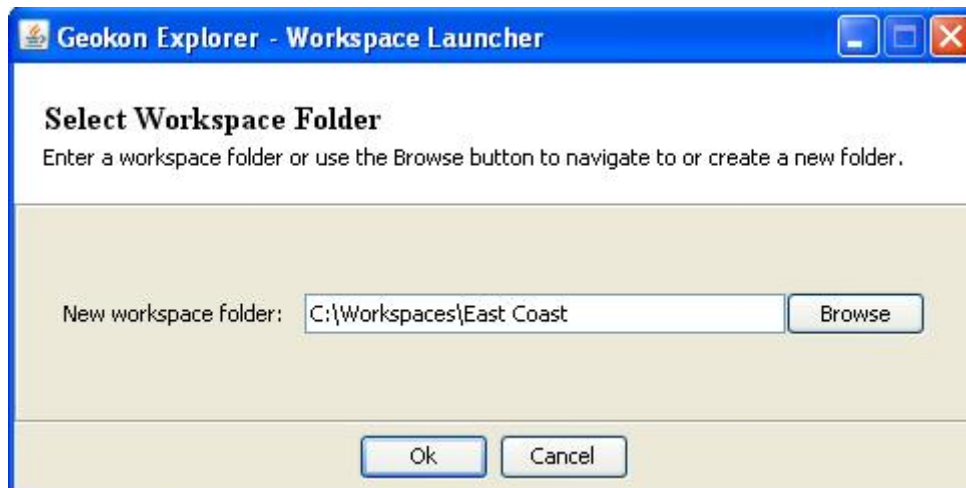 Geokon Explorer - Workspace Launcher
Select Workspace Folder
Enter a workspace folder or use the Browse button to navigate to or create a new folder.
New workspace folder: C:\Workspaces\East Coast Browse
Ok Cancel